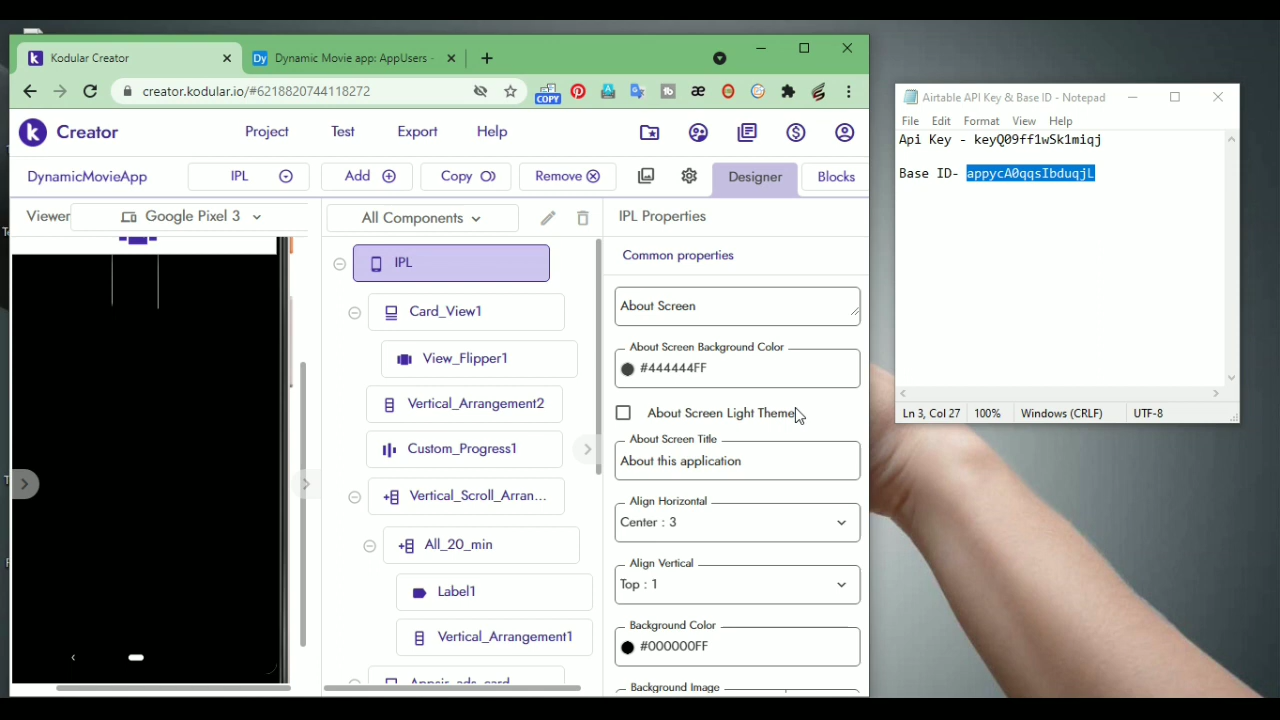 Kodular Creator
Dynamic Movie app: AppUsers -
creator.kodular.io/#6218820744118272
COPY
Creator
Project
Test
Export
Help
DynamicMovieApp
IPL
Add
Copy
Remove
Designer
Blocks
Viewer
Google Pixel 3
All Components
IPL Properties
Common properties
IPL
Card_View1
View_Flipper1
Vertical_Arrangement2
Custom_Progress1
Vertical_Scroll_Arran...
All_20_min
Label1
Vertical_Arrangement1
About Screen
About Screen Background Color
#444444FF
About Screen Light Theme
About Screen Title
About this application
Align Horizontal
Center : 3
Align Vertical
Top : 1
Background Color
#000000FF
Background Image
Airtable API Key & Base ID - Notepad
File Edit Format View Help
Api Key - keyQ09ff1wSk1miqj
Base ID- appycA0qqsIbduqjL
Ln 3, Col 27
100%
Windows (CRLF)
UTF-8